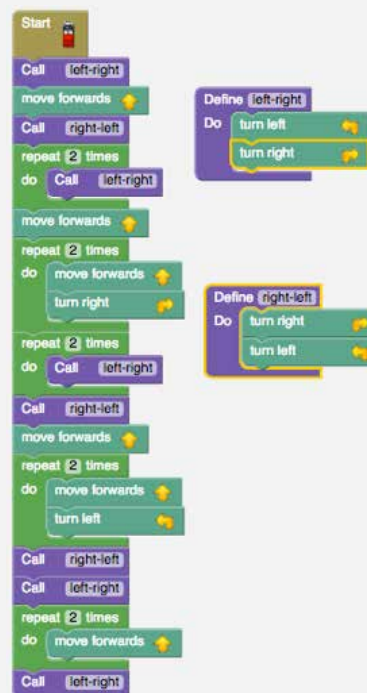 Start
Call left-right
move forwards
Call right-left
repeat 2 times
do Call left-right
move forwards
repeat 2 times
do move forwards
turn right
repeat 2 times
do Call left-right
Call right-left
move forwards
repeat 2 times
do move forwards
turn left
Call right-left
Call left-right
repeat 2 times
do move forwards
Call left-right
Define left-right
Do turn left
turn right
Define right-left
Do turn right
turn left